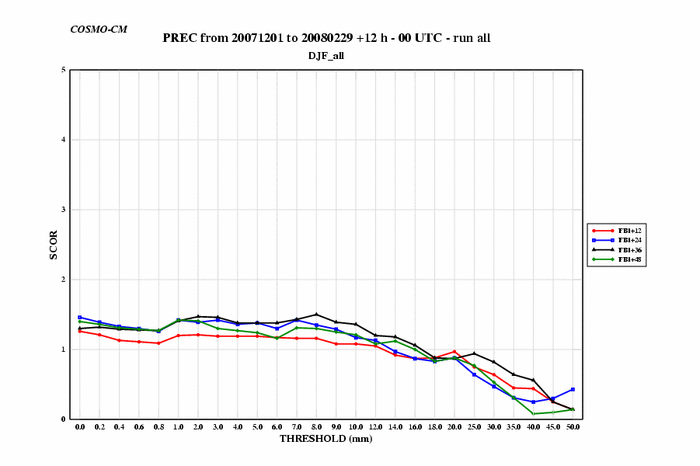 COSMO-CM
PREC from 20071201 to 20080229 +12 h - 00 UTC - run all
DJF_all
5
4
3
2
1
0
SCOR
0.0 0.2 0.4 0.6 0.8 1.0 2.0 3.0 4.0 5.0 6.0 7.0 8.0 9.0 10.0 12.0 14.0 16.0 18.0 20.0 25.0 30.0 35.0 40.0 45.0 50.0
THRESHOLD (mm)
FBI+12
FBI+24
FBI+36
FBI+48